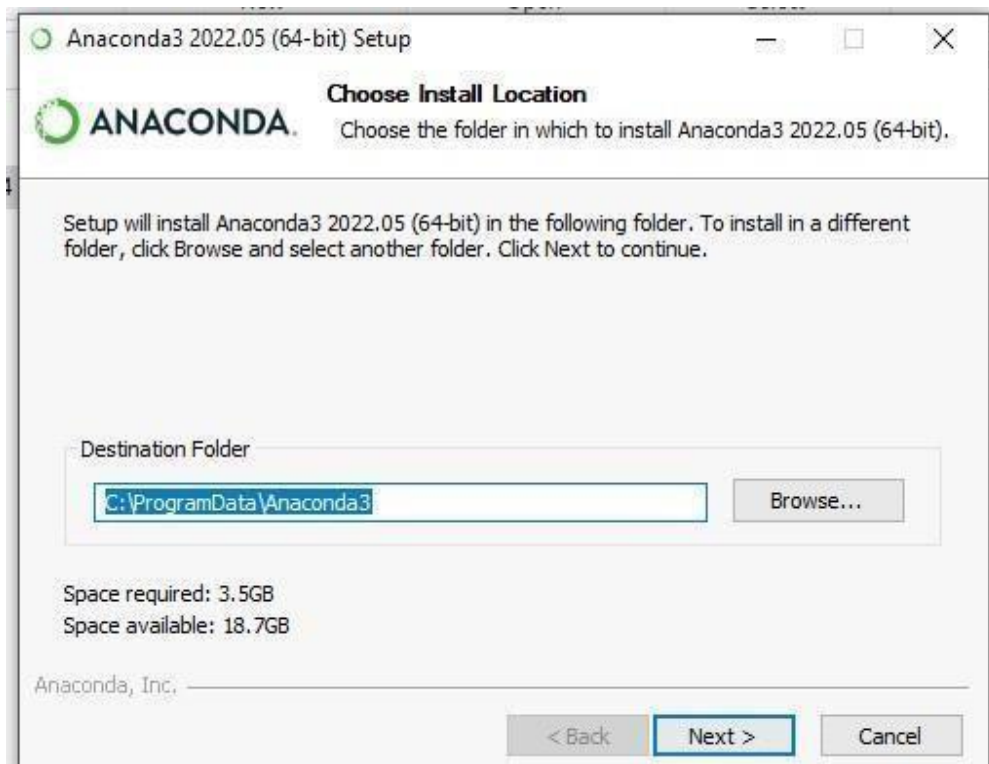 Anaconda3 2022.05 (64-bit) Setup
ANACONDA.
Choose Install Location
Choose the folder in which to install Anaconda3 2022.05 (64-bit).
Setup will install Anaconda3 2022.05 (64-bit) in the following folder. To install in a different
folder, click Browse and select another folder. Click Next to continue.
Destination Folder
C:\ProgramData\Anaconda3
Browse...
Space required: 3.5GB
Space available: 18.7GB
Anaconda, Inc.
< Back
Next >
Cancel